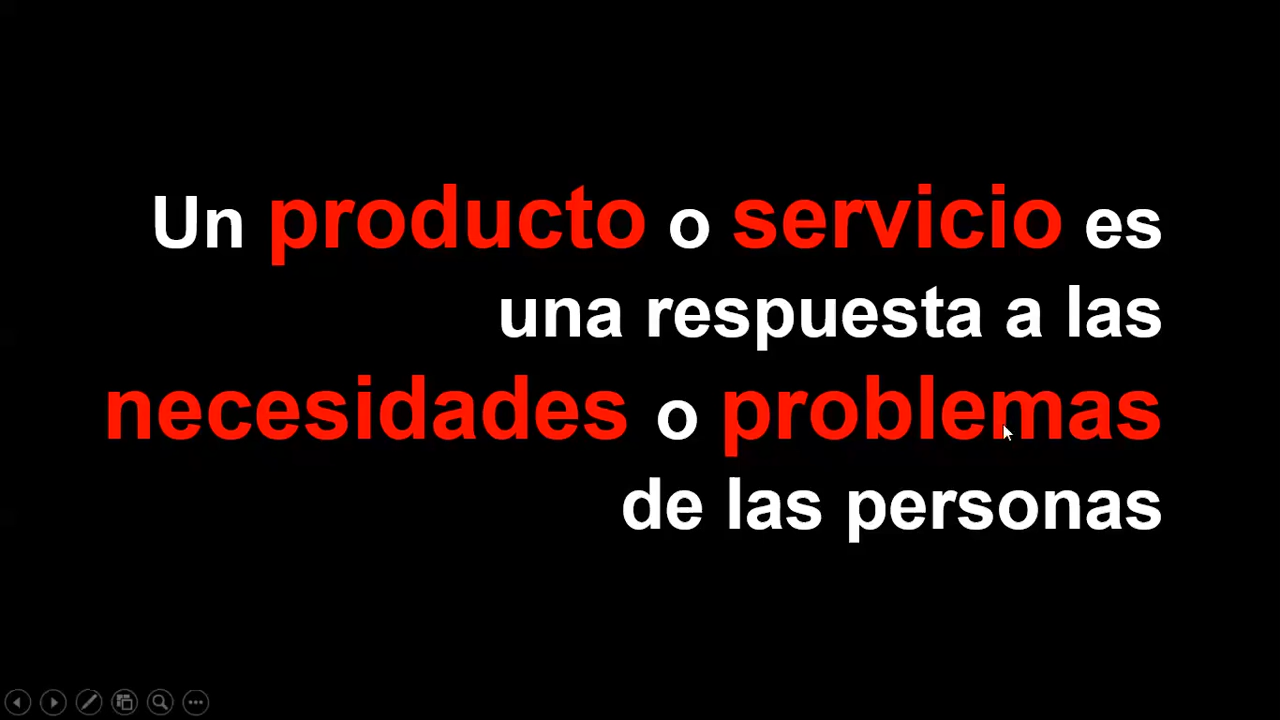 Un producto o servicio es
una respuesta a las
necesidades o problemas
de las personas